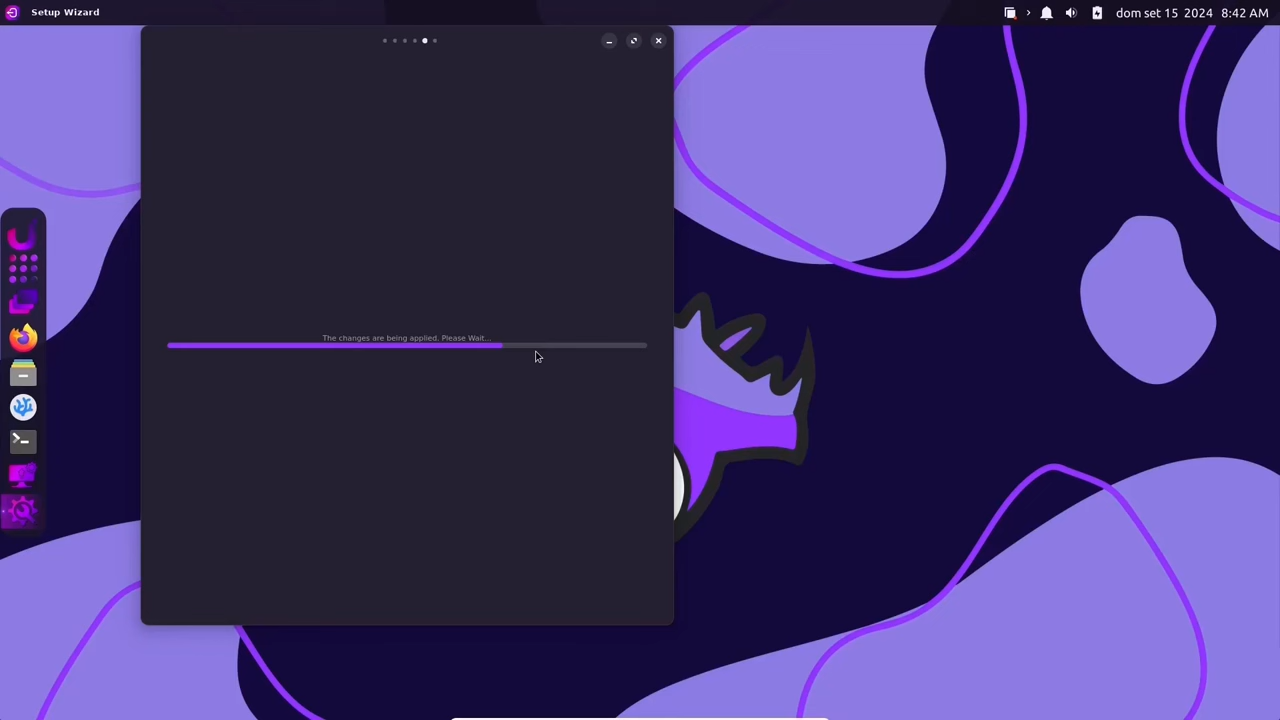 Setup Wizard
dom set 15 2024 8:42 AM
The changes are being applied. Please Wait...